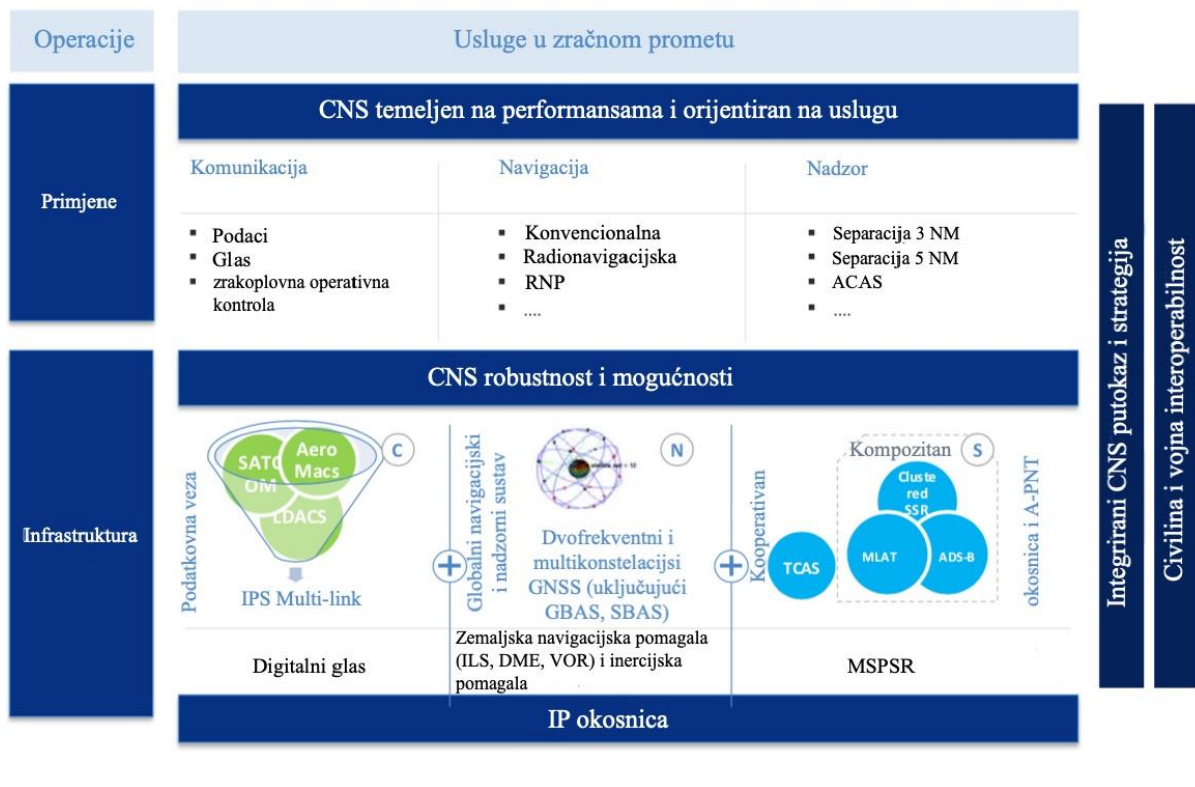 Operacije
Usluge u zračnom prometu
CNS temeljen na performansama i orijentiran na uslugu
Primjene
Komunikacija
Navigacija
Nadzor
▪ Podaci
▪ Glas
▪ zrakoplovna operativna
kontrola
▪ Konvencionalna
▪ Radionavigacijska
▪ RNP
▪ ....
▪ Separacija 3 NM
▪ Separacija 5 NM
▪ ACAS
▪ ....
Infrastruktura
CNS robustnost i mogućnosti
Podatkovna veza
SATC
OM
Aero
Macs
LDACS
C
IPS Multi-link
Digitalni glas
+
Globalni navigacijski
i nadzorni sustav
N
Dvofrekventni i
multikonstelacijsi
GNSS (uključujući
GBAS, SBAS)
Zemaljska navigacijska pomagala
(ILS, DME, VOR) i inercijska
pomagala
+
Kooperativan
TCAS
Kompozitan
S
Cluste
red
SSR
MLAT
ADS-B
okosnica i A-PNT
MSPSR
IP okosnica
Integrirani CNS putokaz i strategija
Civilina i vojna interoperabilnost